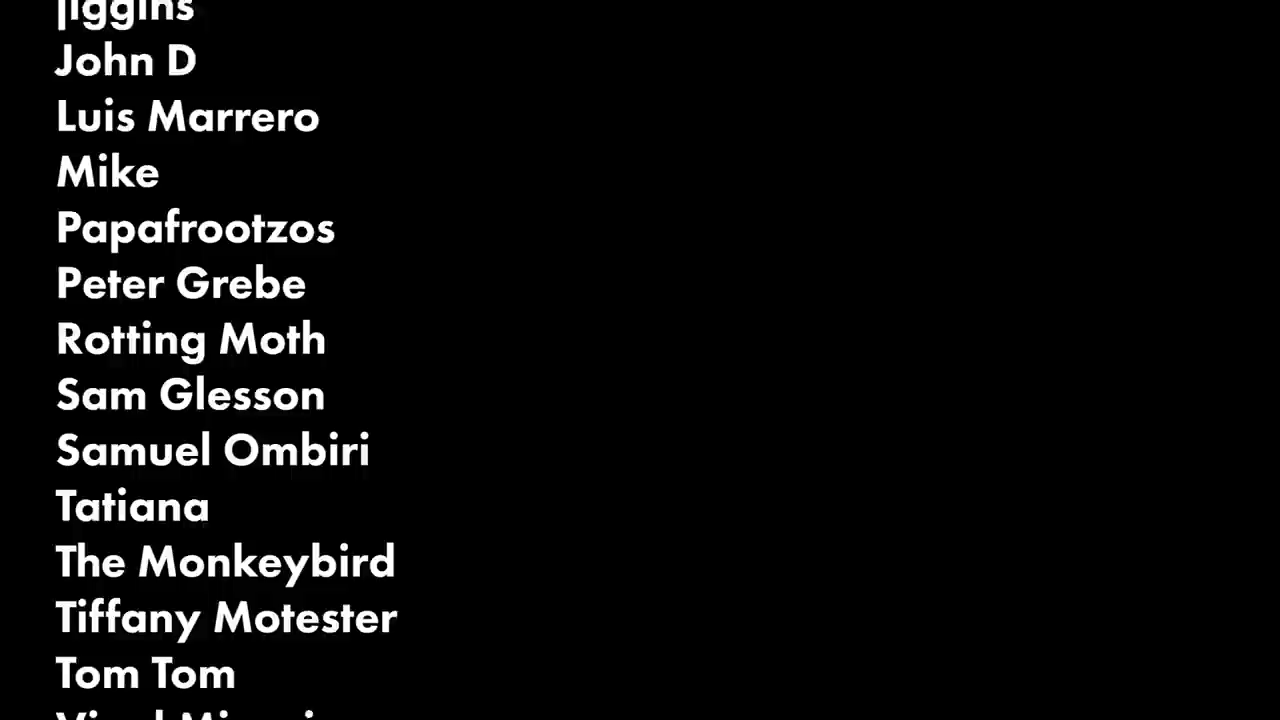 jiggins
John D
Luis Marrero
Mike
Papafrootzos
Peter Grebe
Rotting Moth
Sam Glesson
Samuel Ombiri
Tatiana
The Monkeybird
Tiffany Motester
Tom Tom